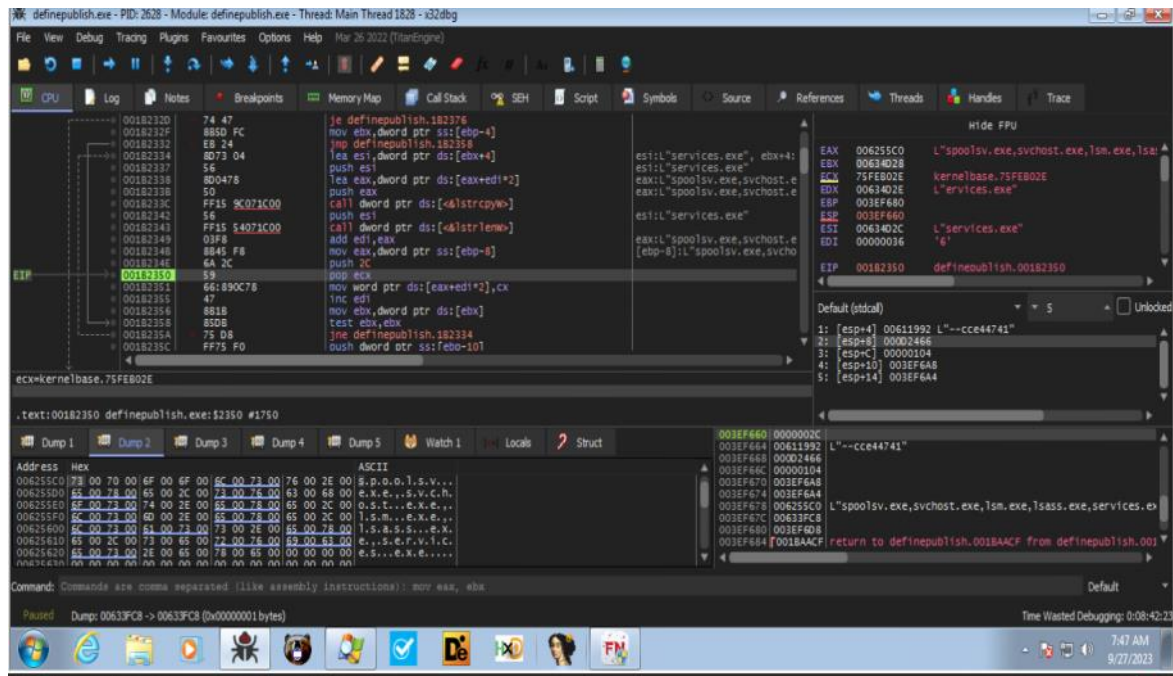 definepublish.exe - PID: 2628 - Module: definepublish.exe - Thread: Main Thread 1828 - x32dbg
File View Debug Tracing Plugins Favourites Options Help Mar 26 2022 (TitanEngine)
CPU Log Notes Breakpoints Memory Map Call Stack SEH Script Symbols Source References Threads Handles Trace
0018232D 74 47 je definepublish.182376
0018232F 8B5D FC mov ebx,dword ptr ss:[ebp-4]
00182332 EB 24 jmp definepublish.182358
00182334 8D73 04 lea esi,dword ptr ds:[ebx+4] esi:L"services.exe", ebx+4:
00182337 56 push esi esi:L"services.exe"
00182338 8D0478 lea eax,dword ptr ds:[eax+edi*2] eax:L"spoolsv.exe,svchost.e
0018233B 50 push eax eax:L"spoolsv.exe,svchost.e
0018233C FF15 9C071C00 call dword ptr ds:[<&lstrcpyW>]
00182342 56 push esi esi:L"services.exe"
00182343 FF15 54071C00 call dword ptr ds:[<&lstrlenW>]
00182349 03F8 add edi,eax eax:L"spoolsv.exe,svchost.e
0018234B 8B45 F8 mov eax,dword ptr ss:[ebp-8] [ebp-8]:L"spoolsv.exe,svcho
0018234E 6A 2C push 2C
EIP 00182350 59 pop ecx
00182351 66:890C78 mov word ptr ds:[eax+edi*2],cx
00182355 47 inc edi
00182356 8B1B mov ebx,dword ptr ds:[ebx]
00182358 85DB test ebx,ebx
0018235A 75 D8 jne definepublish.182334
0018235C FF75 F0 push dword ptr ss:[ebp-10]
ecx=kernelbase.75FEB02E
.text:00182350 definepublish.exe:$2350 #1750
Hide FPU
EAX 006255C0 L"spoolsv.exe,svchost.exe,lsm.exe,lsa
EBX 00634D28
ECX 75FEB02E kernelbase.75FEB02E
EDX 00634D2E L"ervices.exe"
EBP 003EF680
ESP 003EF660
ESI 00634D2C L"services.exe"
EDI 00000036 '6'
EIP 00182350 definepublish.00182350
Default (stdcall) 5 Unlocked
1: [esp+4] 00611992 L"--cce44741"
2: [esp+8] 00002466
3: [esp+C] 00000104
4: [esp+10] 003EF6A8
5: [esp+14] 003EF6A4
Dump 1 Dump 2 Dump 3 Dump 4 Dump 5 Watch 1 Locals Struct
Address Hex ASCII
006255C0 73 00 70 00 6F 00 6F 00 6C 00 73 00 76 00 2E 00 s.p.o.o.l.s.v...
006255D0 65 00 78 00 65 00 2C 00 73 00 76 00 63 00 68 00 e.x.e.,.s.v.c.h.
006255E0 6F 00 73 00 74 00 2E 00 65 00 78 00 65 00 2C 00 o.s.t...e.x.e.,.
006255F0 6C 00 73 00 6D 00 2E 00 65 00 78 00 65 00 2C 00 l.s.m...e.x.e.,.
00625600 6C 00 73 00 61 00 73 00 73 00 2E 00 65 00 78 00 l.s.a.s.s...e.x.
00625610 65 00 2C 00 73 00 65 00 72 00 76 00 69 00 63 00 e.,.s.e.r.v.i.c.
00625620 65 00 73 00 2E 00 65 00 78 00 65 00 00 00 00 00 e.s...e.x.e.....
003EF660 0000002C
003EF664 00611992 L"--cce44741"
003EF668 00002466
003EF66C 00000104
003EF670 003EF6A8
003EF674 003EF6A4
003EF678 006255C0 L"spoolsv.exe,svchost.exe,lsm.exe,lsass.exe,services.ex
003EF67C 00633FC8
003EF680 003EF6D8
003EF684 001BAACF return to definepublish.001BAACF from definepublish.001
Command: Commands are comma separated (like assembly instructions): mov eax, ebx Default
Paused Dump: 00633FC8 -> 00633FC8 (0x00000001 bytes) Time Wasted Debugging: 0:08:42:23
7:47 AM
9/27/2023